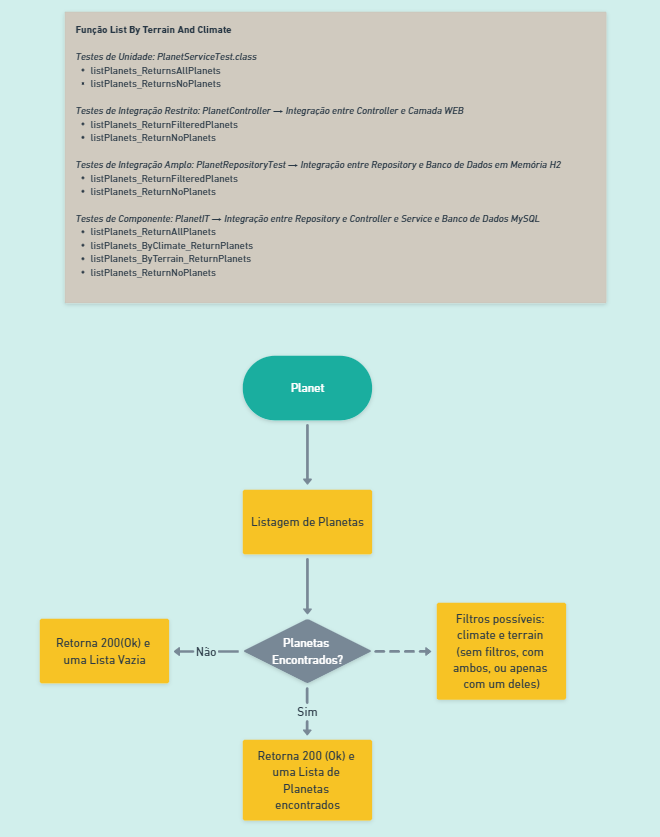 Função List By Terrain And Climate
Testes de Unidade: PlanetServiceTest.class
• listPlanets_ReturnsAllPlanets
• listPlanets_ReturnsNoPlanets
Testes de Integração Restrito: PlanetController → Integração entre Controller e Camada WEB
• listPlanets_ReturnFilteredPlanets
• listPlanets_ReturnNoPlanets
Testes de Integração Amplo: PlanetRepositoryTest → Integração entre Repository e Banco de Dados em Memória H2
• listPlanets_ReturnFilteredPlanets
• listPlanets_ReturnNoPlanets
Testes de Componente: PlanetIT → Integração entre Repository e Controller e Service e Banco de Dados MySQL
• listPlanets_ReturnAllPlanets
• listPlanets_ByClimate_ReturnPlanets
• listPlanets_ByTerrain_ReturnPlanets
• listPlanets_ReturnNoPlanets
Planet
Listagem de Planetas
Planetas
Encontrados?
Não
Retorna 200(Ok) e
uma Lista Vazia
Filtros possíveis:
climate e terrain
(sem filtros, com
ambos, ou apenas
com um deles)
Sim
Retorna 200 (Ok) e
uma Lista de
Planetas
encontrados